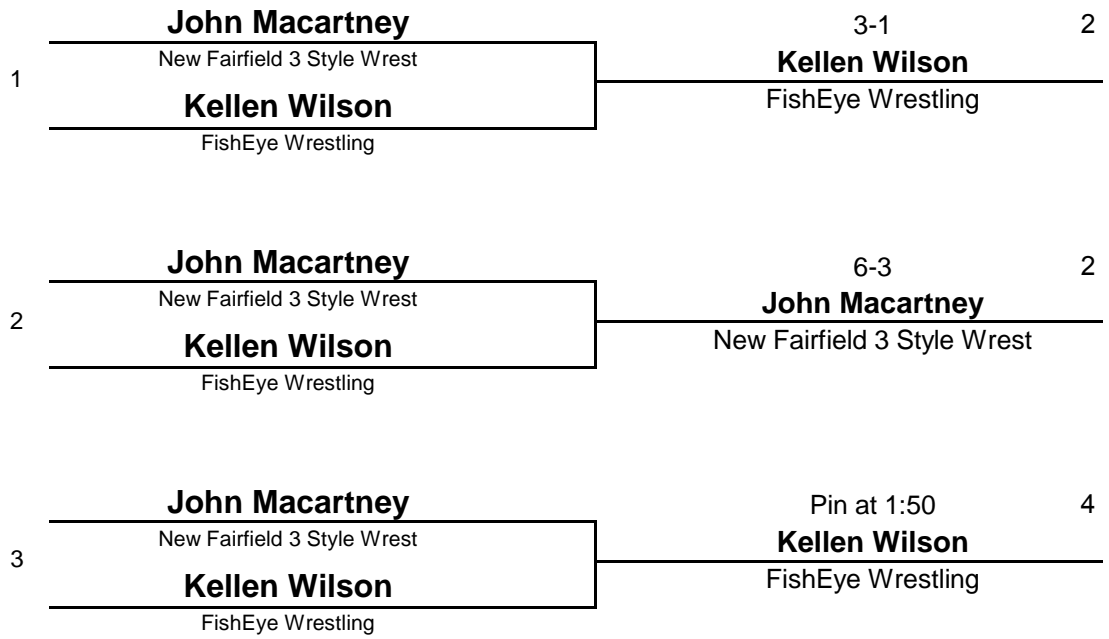 John Macartney
3-1 2
New Fairfield 3 Style Wrest
Kellen Wilson
1
Kellen Wilson
FishEye Wrestling
FishEye Wrestling
John Macartney
6-3 2
New Fairfield 3 Style Wrest
John Macartney
2
Kellen Wilson
New Fairfield 3 Style Wrest
FishEye Wrestling
John Macartney
Pin at 1:50 4
New Fairfield 3 Style Wrest
Kellen Wilson
3
Kellen Wilson
FishEye Wrestling
FishEye Wrestling